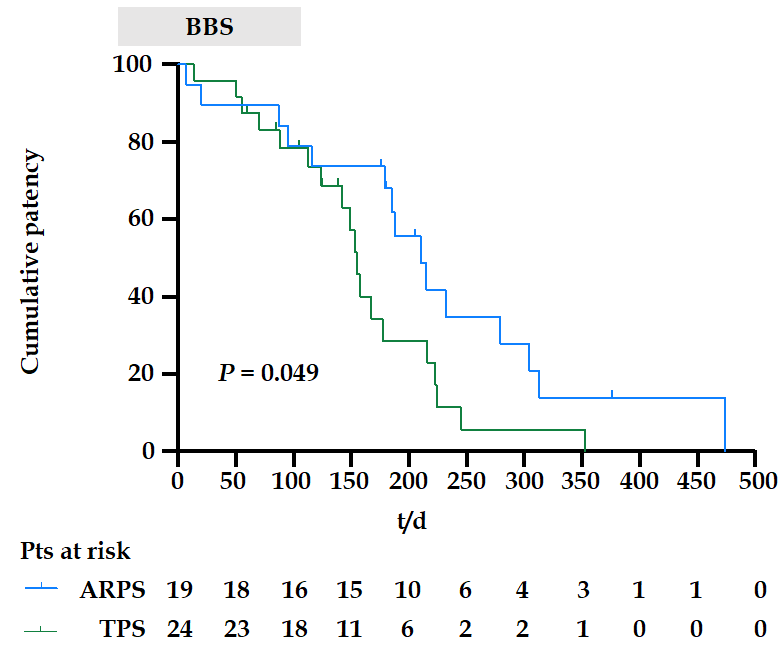 BBS
100
80
60
40
20
0
Cumulative patency
P = 0.049
0 50 100 150 200 250 300 350 400 450 500
t/d
Pts at risk
ARPS 19 18 16 15 10 6 4 3 1 1 0
TPS 24 23 18 11 6 2 2 1 0 0 0